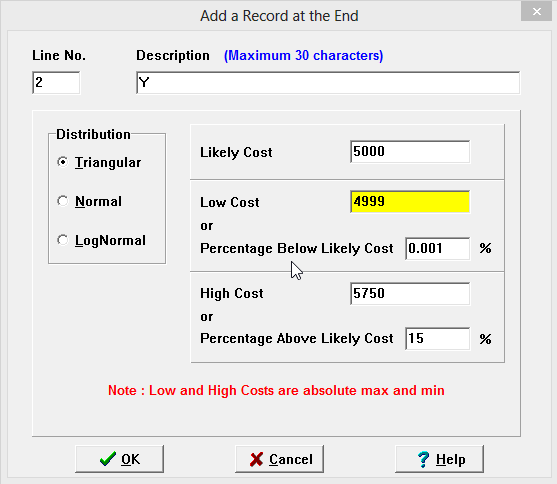 Add a Record at the End
Line No. Description (Maximum 30 characters)
2 Y
Distribution
Triangular
Normal
LogNormal
Likely Cost 5000
Low Cost 4999
or
Percentage Below Likely Cost 0.001 %
High Cost 5750
or
Percentage Above Likely Cost 15 %
Note : Low and High Costs are absolute max and min
OK Cancel Help